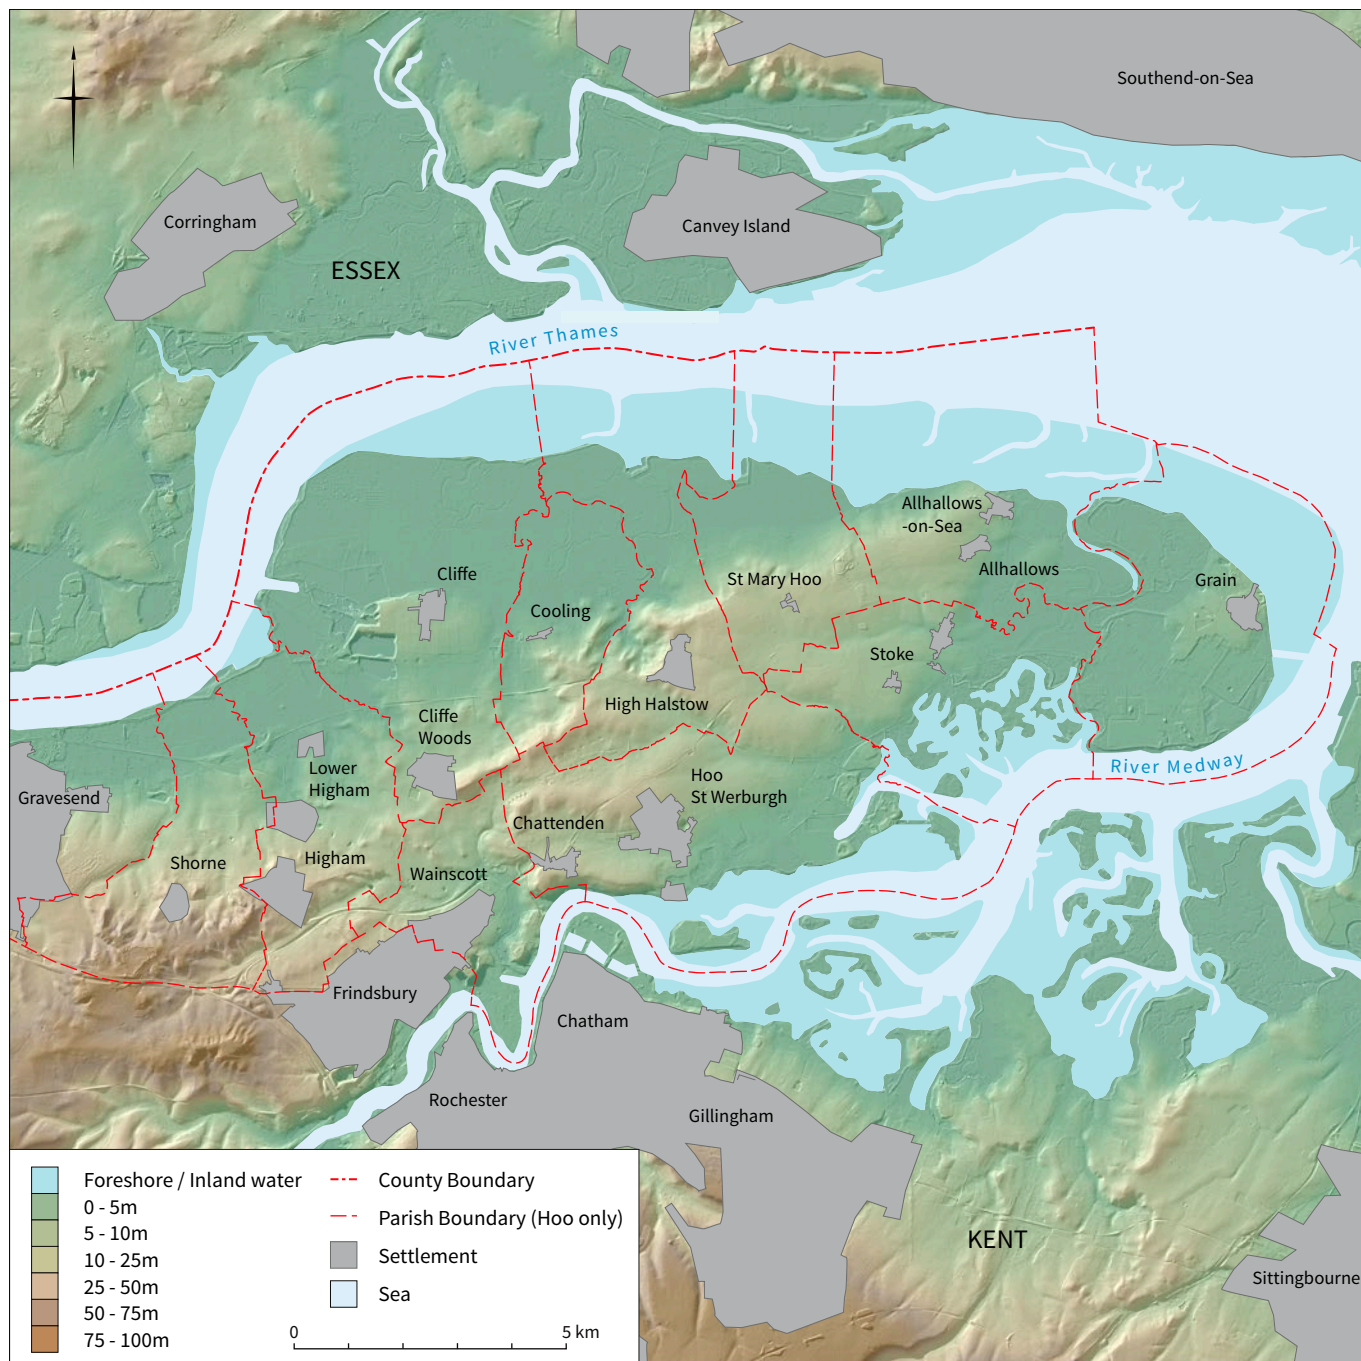 Southend-on-Sea
Corringham
Canvey Island
ESSEX
River Thames
Allhallows
-on-Sea
Allhallows
Grain
Cliffe
St Mary Hoo
Cooling
Stoke
High Halstow
Cliffe
Woods
River Medway
Lower
Higham
Hoo
St Werburgh
Gravesend
Chattenden
Shorne
Higham
Wainscott
Frindsbury
Chatham
Rochester
Gillingham
KENT
Sittingbourne
Foreshore / Inland water
0 - 5m
5 - 10m
10 - 25m
25 - 50m
50 - 75m
75 - 100m
County Boundary
Parish Boundary (Hoo only)
Settlement
Sea
0 5 km